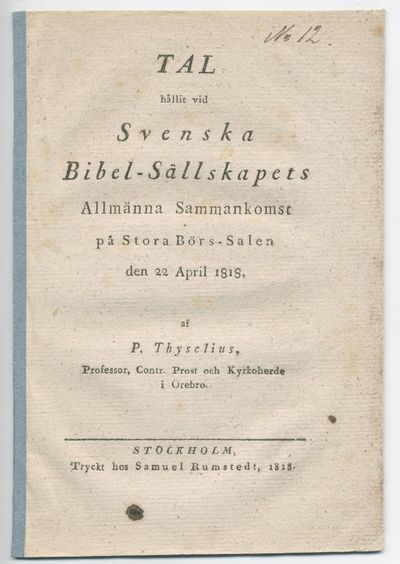 No 12.
TAL
hållit vid
Svenska
Bibel-Sällskapets
Allmänna Sammankomst
på Stora Börs-Salen
den 22 April 1818,
af
P. Thyselius,
Professor, Contr. Prost och Kyrkoherde
i Örebro.
STOCKHOLM,
Tryckt hos Samuel Rumstedt, 1818.